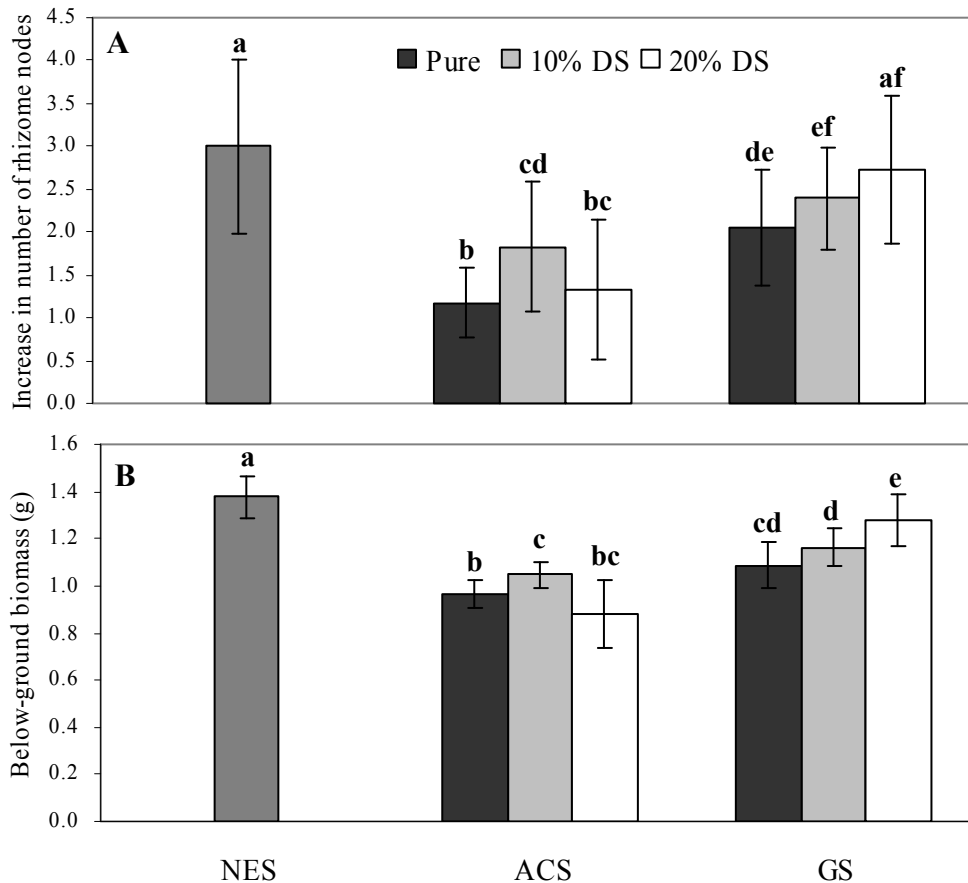 A
Pure 10% DS 20% DS
Increase in number of rhizome nodes
4.5
4.0
3.5
3.0
2.5
2.0
1.5
1.0
0.5
0.0
a
b
cd
bc
de
ef
af
B
Below-ground biomass (g)
1.6
1.4
1.2
1.0
0.8
0.6
0.4
0.2
0.0
a
b
c
bc
cd
d
e
NES ACS GS